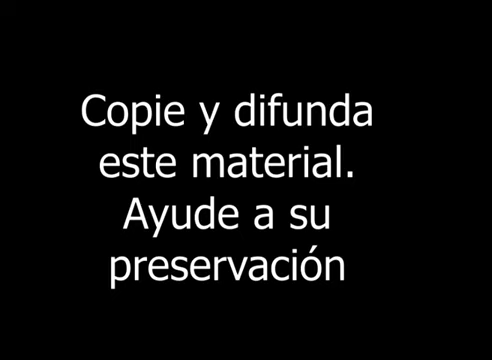 Copie y difunda
este material.
Ayude a su
preservación